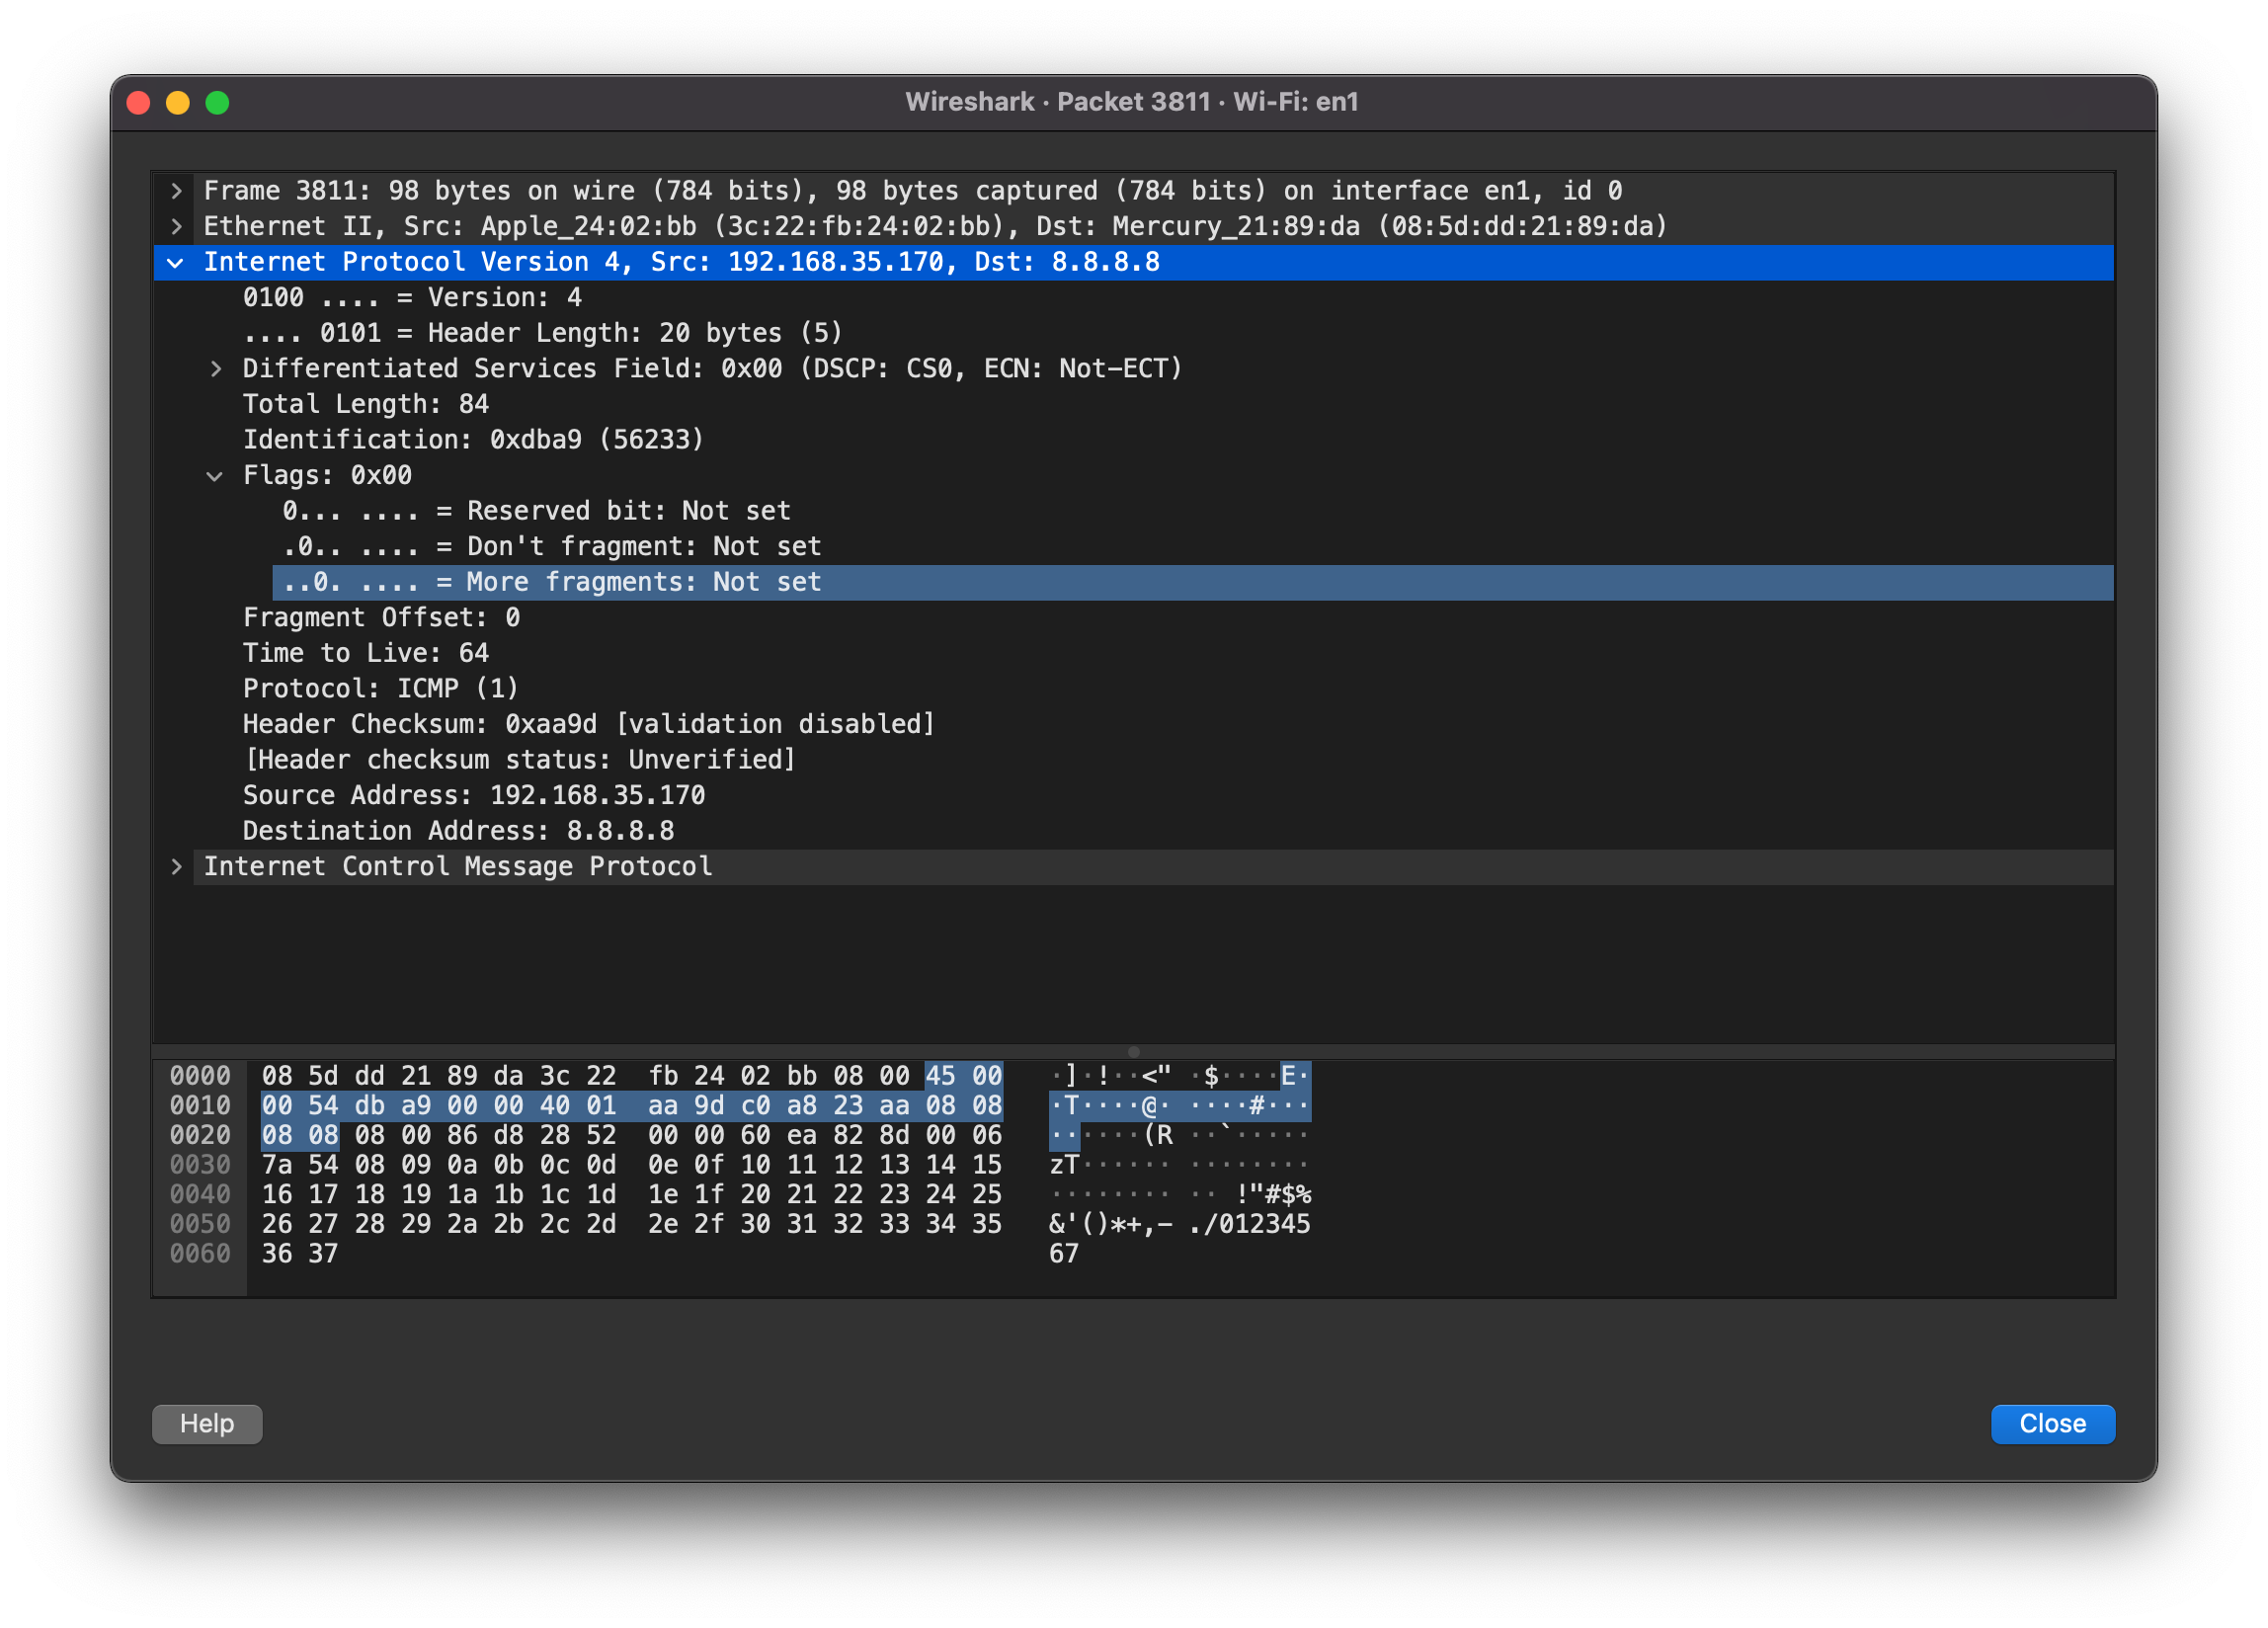 Wireshark · Packet 3811 · Wi-Fi: en1
Frame 3811: 98 bytes on wire (784 bits), 98 bytes captured (784 bits) on interface en1, id 0
Ethernet II, Src: Apple_24:02:bb (3c:22:fb:24:02:bb), Dst: Mercury_21:89:da (08:5d:dd:21:89:da)
Internet Protocol Version 4, Src: 192.168.35.170, Dst: 8.8.8.8
0100 .... = Version: 4
.... 0101 = Header Length: 20 bytes (5)
Differentiated Services Field: 0x00 (DSCP: CS0, ECN: Not-ECT)
Total Length: 84
Identification: 0xdba9 (56233)
Flags: 0x00
0... .... = Reserved bit: Not set
.0.. .... = Don't fragment: Not set
..0. .... = More fragments: Not set
Fragment Offset: 0
Time to Live: 64
Protocol: ICMP (1)
Header Checksum: 0xaa9d [validation disabled]
[Header checksum status: Unverified]
Source Address: 192.168.35.170
Destination Address: 8.8.8.8
Internet Control Message Protocol
0000 08 5d dd 21 89 da 3c 22 fb 24 02 bb 08 00 45 00 ·]·!··<" ·$····E·
0010 00 54 db a9 00 00 40 01 aa 9d c0 a8 23 aa 08 08 ·T····@· ····#···
0020 08 08 08 00 86 d8 28 52 00 00 60 ea 82 8d 00 06 ······(R ··`·····
0030 7a 54 08 09 0a 0b 0c 0d 0e 0f 10 11 12 13 14 15 zT······ ········
0040 16 17 18 19 1a 1b 1c 1d 1e 1f 20 21 22 23 24 25 ········ ·· !"#$%
0050 26 27 28 29 2a 2b 2c 2d 2e 2f 30 31 32 33 34 35 &'()*+,- ./012345
0060 36 37 67
Help
Close